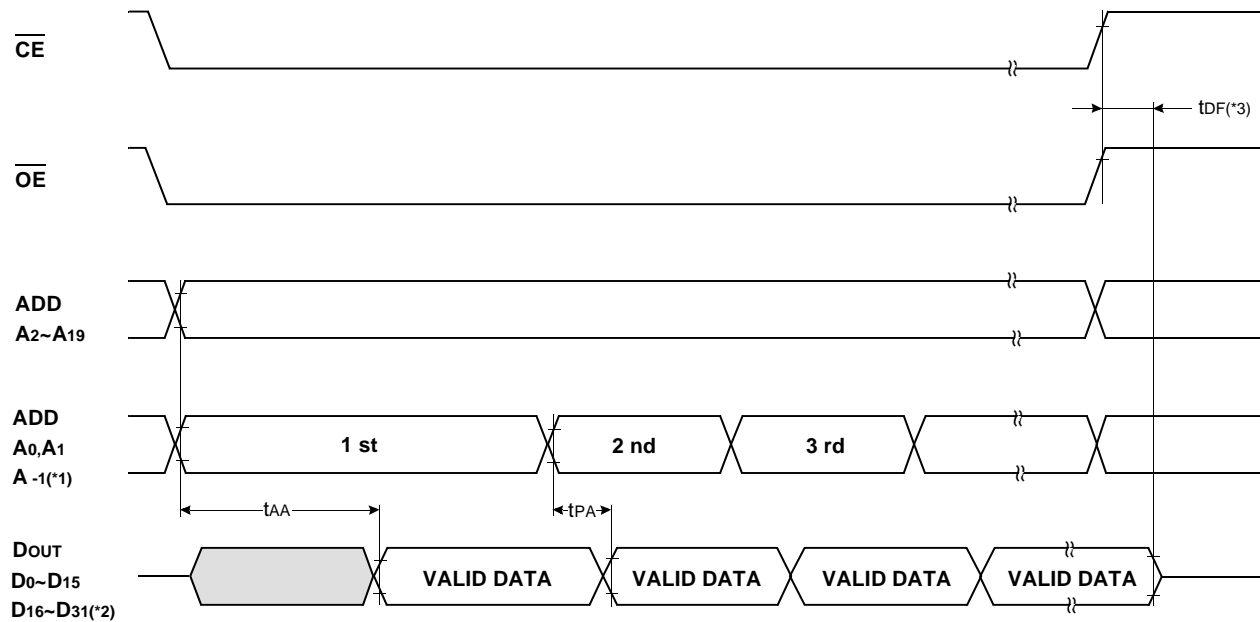 CE
tDF(*3)
OE
ADD
A2~A19
ADD
A0,A1
A -1(*1)
1 st
2 nd
3 rd
tAA
tPA
DOUT
D0~D15
D16~D31(*2)
VALID DATA
VALID DATA
VALID DATA
VALID DATA